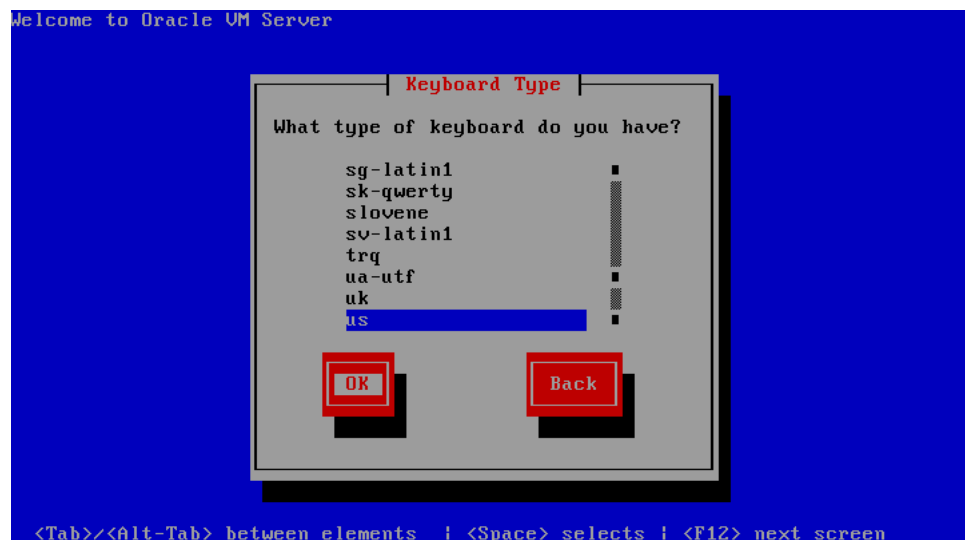 Welcome to Oracle VM Server
Keyboard Type
What type of keyboard do you have?
sg-latin1
sk-qwerty
slovene
sv-latin1
trq
ua-utf
uk
us
OK Back
<Tab>/<Alt-Tab> between elements | <Space> selects | <F12> next screen